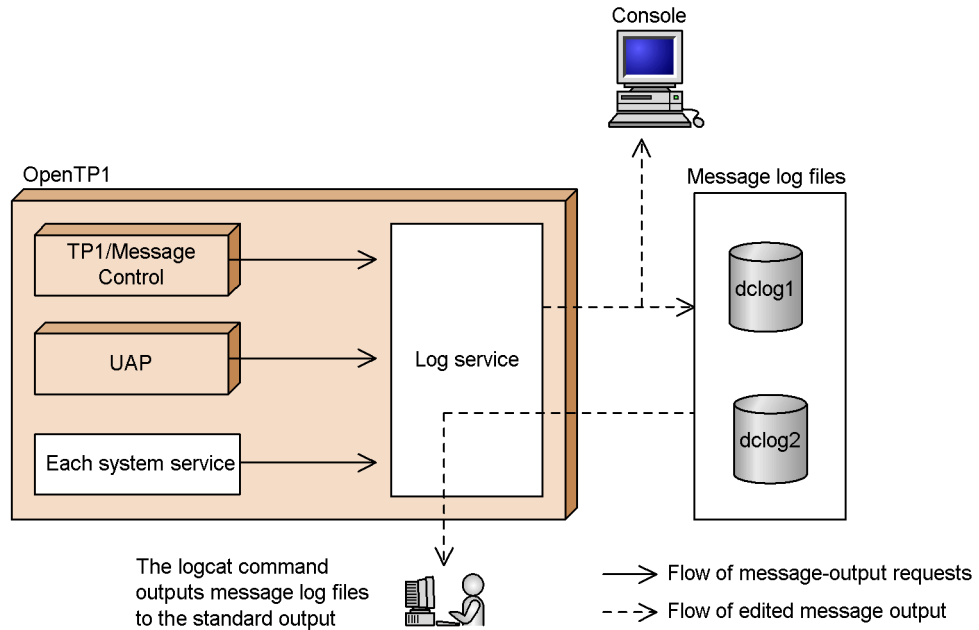 Console
OpenTP1
Message log files
TP1/Message
Control
dclog1
UAP
Log service
Each system service
dclog2
The logcat command
outputs message log files
to the standard output
Flow of message-output requests
Flow of edited message output